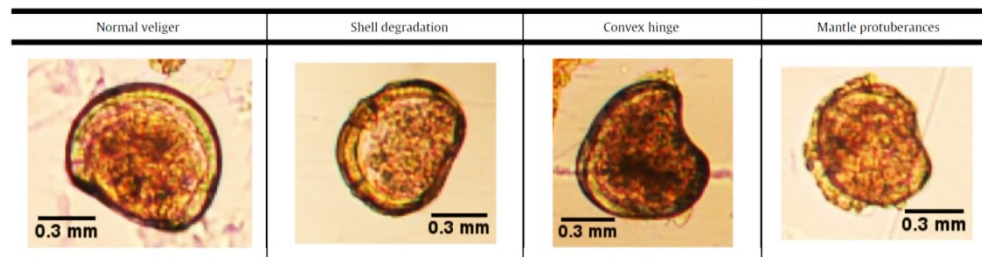 Normal veliger
Shell degradation
Convex hinge
Mantle protuberances
0.3 mm
0.3 mm
0.3 mm
0.3 mm